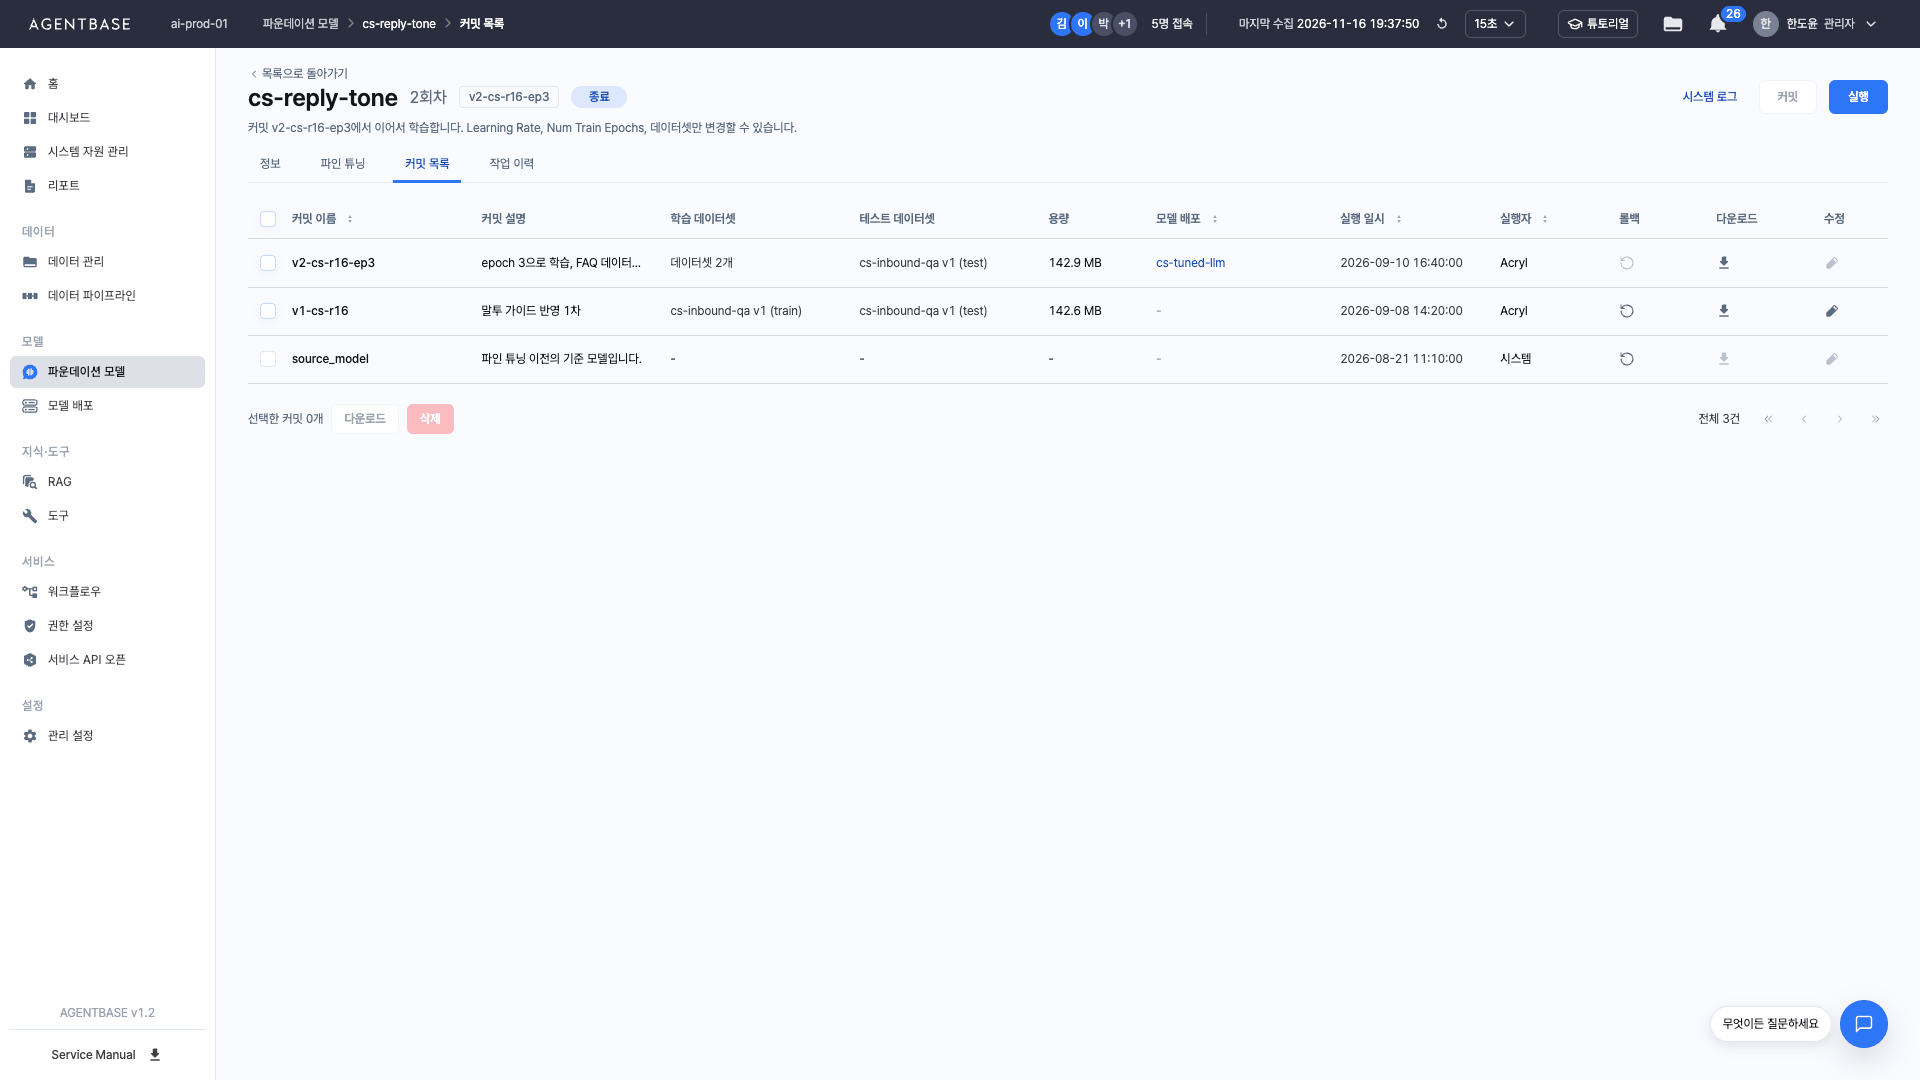 AGENTBASE
ai-prod-01
파운데이션 모델 > cs-reply-tone > 커밋 목록
김 이 박 +1 5명 접속
마지막 수집 2026-11-16 19:37:50
15초
튜토리얼
26
한 한도윤 관리자
홈
대시보드
시스템 자원 관리
리포트
데이터
데이터 관리
데이터 파이프라인
모델
파운데이션 모델
모델 배포
지식·도구
RAG
도구
서비스
워크플로우
권한 설정
서비스 API 오픈
설정
관리 설정
AGENTBASE v1.2
Service Manual
목록으로 돌아가기
cs-reply-tone 2회차 v2-cs-r16-ep3 종료
시스템 로그 커밋 실행
커밋 v2-cs-r16-ep3에서 이어서 학습합니다. Learning Rate, Num Train Epochs, 데이터셋만 변경할 수 있습니다.
정보 파인 튜닝 커밋 목록 작업 이력
커밋 이름 커밋 설명 학습 데이터셋 테스트 데이터셋 용량 모델 배포 실행 일시 실행자 롤백 다운로드 수정
v2-cs-r16-ep3 epoch 3으로 학습, FAQ 데이터... 데이터셋 2개 cs-inbound-qa v1 (test) 142.9 MB cs-tuned-llm 2026-09-10 16:40:00 Acryl
v1-cs-r16 말투 가이드 반영 1차 cs-inbound-qa v1 (train) cs-inbound-qa v1 (test) 142.6 MB - 2026-09-08 14:20:00 Acryl
source_model 파인 튜닝 이전의 기준 모델입니다. - - - - 2026-08-21 11:10:00 시스템
선택한 커밋 0개 다운로드 삭제
전체 3건 « ‹ › »
무엇이든 질문하세요